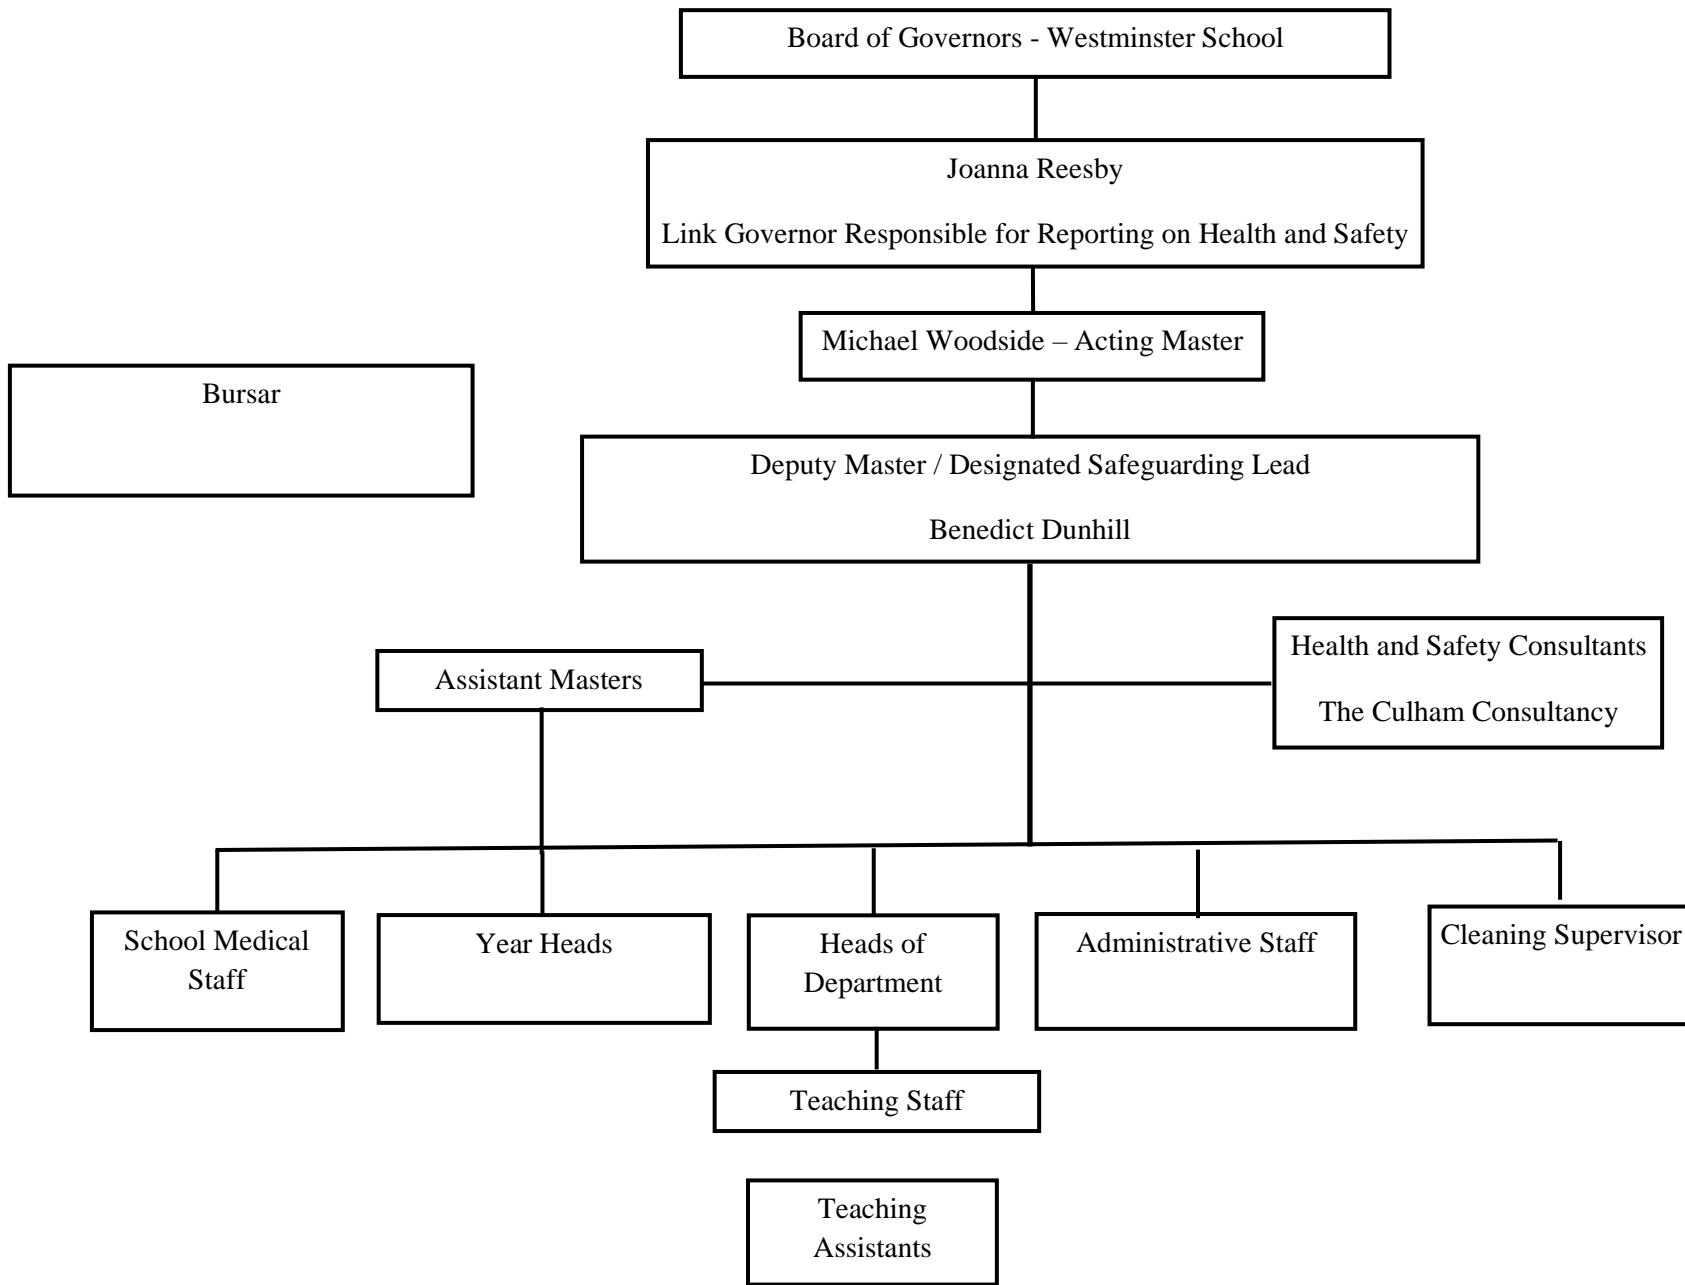 Board of Governors - Westminster School
Joanna Reesby
Link Governor Responsible for Reporting on Health and Safety
Michael Woodside – Acting Master
Bursar
Deputy Master / Designated Safeguarding Lead
Benedict Dunhill
Health and Safety Consultants
The Culham Consultancy
Assistant Masters
School Medical
Staff
Year Heads
Heads of
Department
Administrative Staff
Cleaning Supervisor
Teaching Staff
Teaching
Assistants